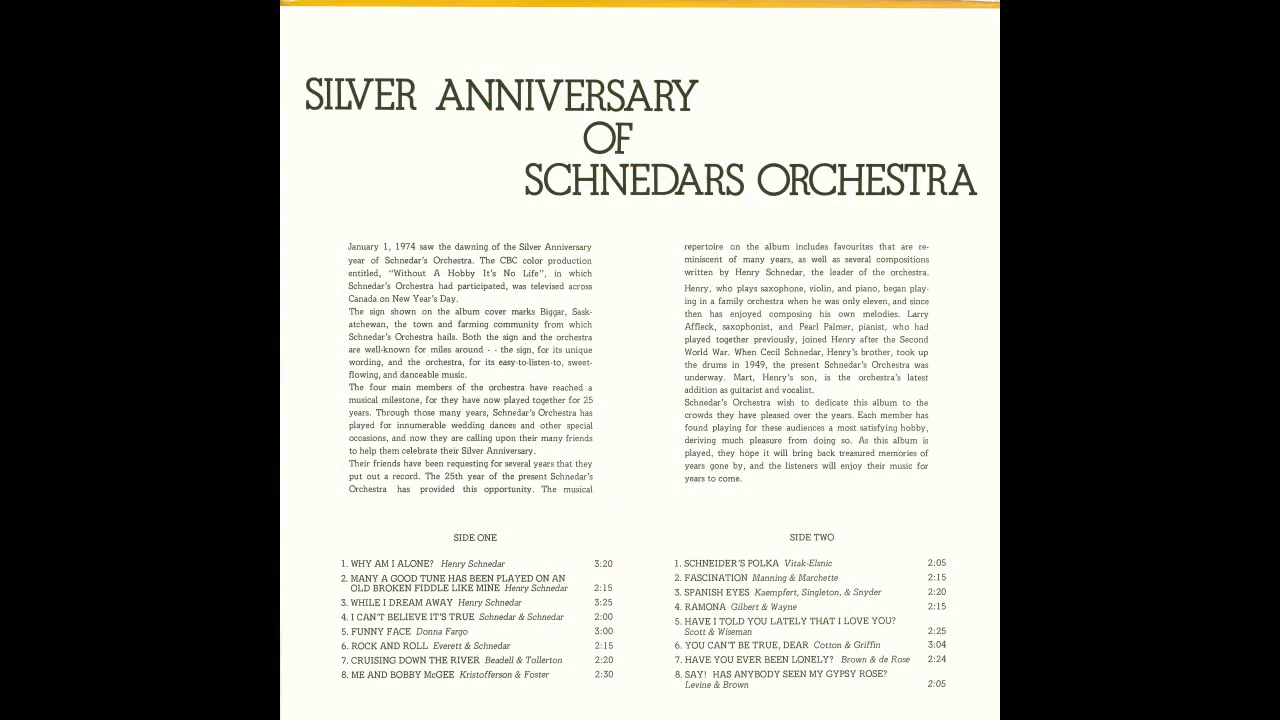 SILVER ANNIVERSARY
OF
SCHNEDARS ORCHESTRA
January 1, 1974 saw the dawning of the Silver Anniversary
year of Schnedar's Orchestra. The CBC color production
entitled, "Without A Hobby It's No Life", in which
Schnedar's Orchestra had participated, was televised across
Canada on New Year's Day.
The sign shown on the album cover marks Biggar, Sask-
atchewan, the town and farming community from which
Schnedar's Orchestra hails. Both the sign and the orchestra
are well-known for miles around - - the sign, for its unique
wording, and the orchestra, for its easy-to-listen-to, sweet-
flowing, and danceable music.
The four main members of the orchestra have reached a
musical milestone, for they have now played together for 25
years. Through those many years, Schnedar's Orchestra has
played for innumerable wedding dances and other special
occasions, and now they are calling upon their many friends
to help them celebrate their Silver Anniversary.
Their friends have been requesting for several years that they
put out a record. The 25th year of the present Schnedar's
Orchestra has provided this opportunity. The musical
repertoire on the album includes favourites that are re-
miniscent of many years, as well as several compositions
written by Henry Schnedar, the leader of the orchestra.
Henry, who plays saxophone, violin, and piano, began play-
ing in a family orchestra when he was only eleven, and since
then has enjoyed composing his own melodies. Larry
Affleck, saxophonist, and Pearl Palmer, pianist, who had
played together previously, joined Henry after the Second
World War. When Cecil Schnedar, Henry's brother, took up
the drums in 1949, the present Schnedar's Orchestra was
underway. Mart, Henry's son, is the orchestra's latest
addition as guitarist and vocalist.
Schnedar's Orchestra wish to dedicate this album to the
crowds they have pleased over the years. Each member has
found playing for these audiences a most satisfying hobby,
deriving much pleasure from doing so. As this album is
played, they hope it will bring back treasured memories of
years gone by, and the listeners will enjoy their music for
years to come.
SIDE ONE
1. WHY AM I ALONE? Henry Schnedar 3:20
2. MANY A GOOD TUNE HAS BEEN PLAYED ON AN
OLD BROKEN FIDDLE LIKE MINE Henry Schnedar 2:15
3. WHILE I DREAM AWAY Henry Schnedar 3:25
4. I CAN'T BELIEVE IT'S TRUE Schnedar & Schnedar 2:00
5. FUNNY FACE Donna Fargo 3:00
6. ROCK AND ROLL Everett & Schnedar 2:15
7. CRUISING DOWN THE RIVER Beadell & Tollerton 2:20
8. ME AND BOBBY McGEE Kristofferson & Foster 2:30
SIDE TWO
1. SCHNEIDER'S POLKA Vitak-Elsnic 2:05
2. FASCINATION Manning & Marchette 2:15
3. SPANISH EYES Kaempfert, Singleton, & Snyder 2:20
4. RAMONA Gilbert & Wayne 2:15
5. HAVE I TOLD YOU LATELY THAT I LOVE YOU?
Scott & Wiseman 2:25
6. YOU CAN'T BE TRUE, DEAR Cotton & Griffin 3:04
7. HAVE YOU EVER BEEN LONELY? Brown & de Rose 2:24
8. SAY! HAS ANYBODY SEEN MY GYPSY ROSE?
Levine & Brown 2:05